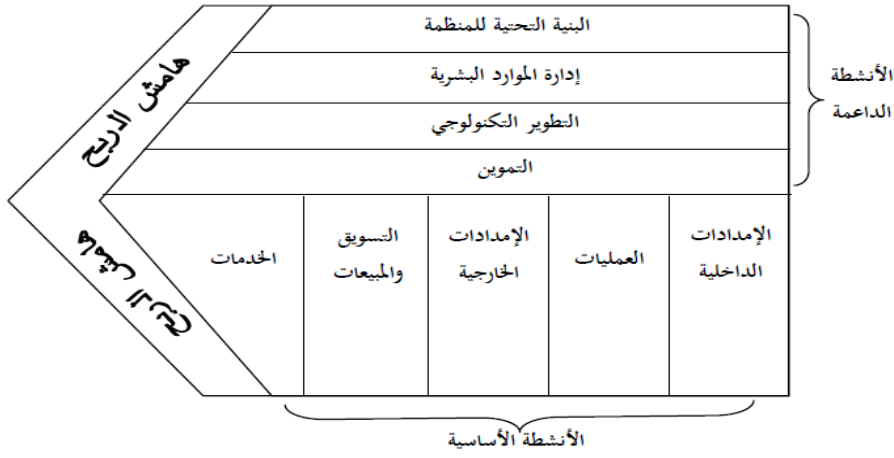 البنية التحتية للمنظمة
إدارة الموارد البشرية
التطوير التكنولوجي
التموين
الأنشطة
الداعمة
هامش الربح
الإمدادات
الداخلية
العمليات
الإمدادات
الخارجية
التسويق
والمبيعات
الخدمات
هامش الربح
الأنشطة الأساسية